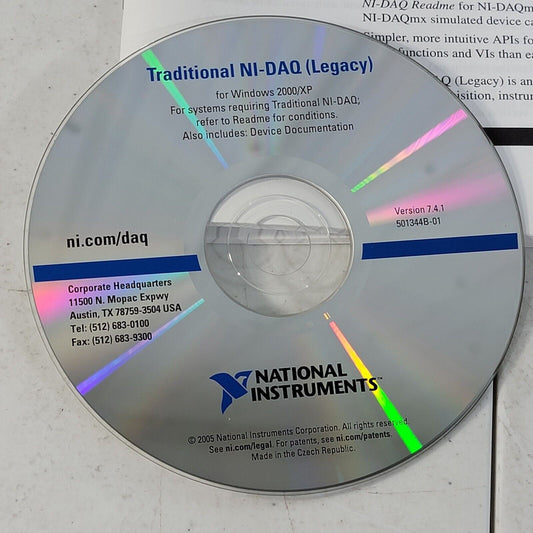 NI-DAQ Readme for NI-DAQm
NI-DAQmx simulated device ca
Simpler, more intuitive APIs fo
functions and VIs than ea
(Legacy) is an
instrum
Traditional NI-DAQ (Legacy)
for Windows 2000/XP
For systems requiring Traditional NI-DAQ;
refer to Readme for conditions.
Also includes: Device Documentation
Version 7.4.1
501344B-01
ni.com/daq
Corporate Headquarters
11500 N. Mopac Expwy
Austin, TX 78759-3504 USA
Tel: (512) 683-0100
Fax: (512) 683-9300
NATIONAL
INSTRUMENTS™
© 2005 National Instruments Corporation. All rights reserved.
See ni.com/legal. For patents, see ni.com/patents.
Made in the Czech Republic.